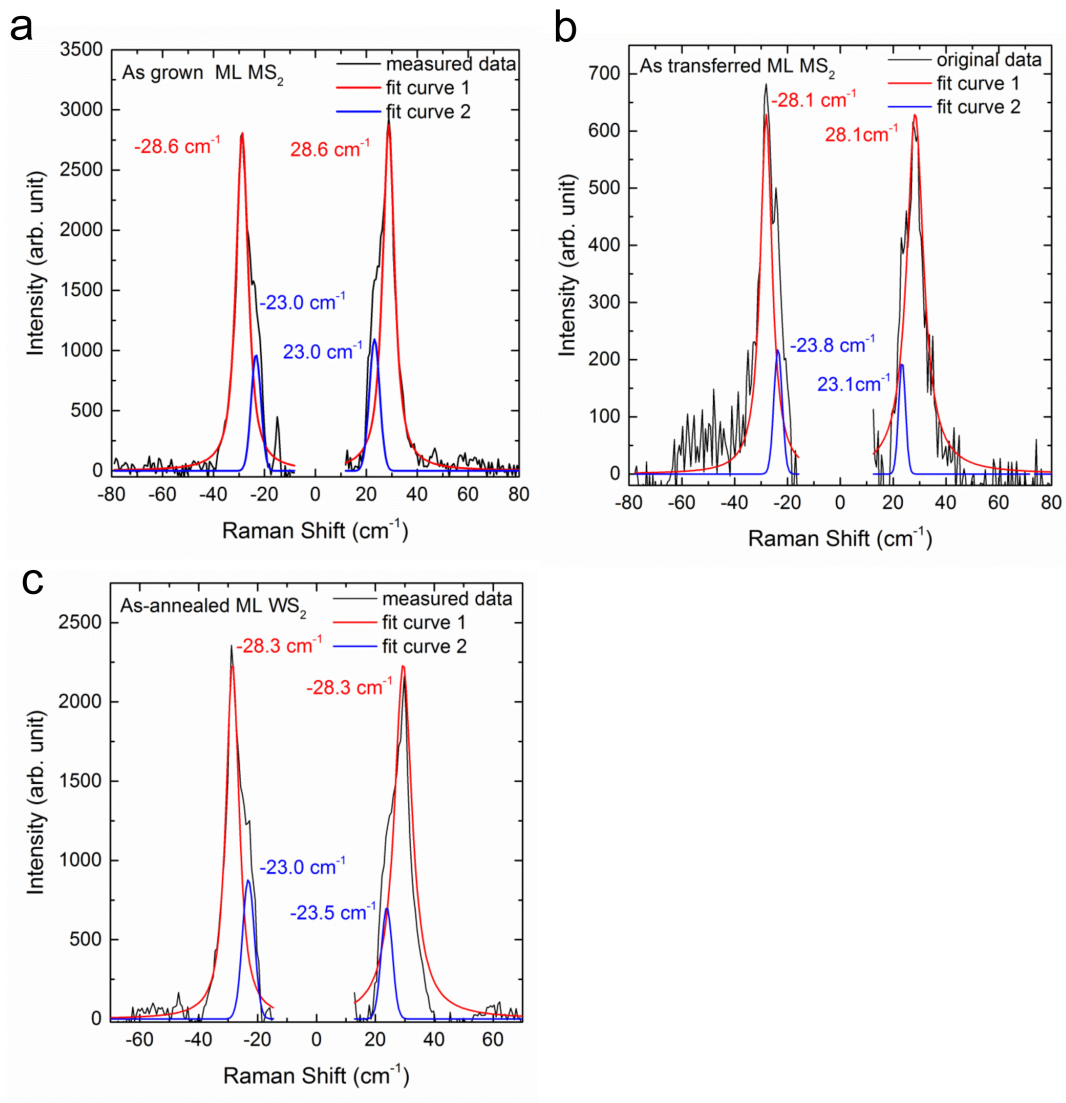 a
As grown ML MS₂
measured data
fit curve 1
fit curve 2
-28.6 cm⁻¹
28.6 cm⁻¹
-23.0 cm⁻¹
23.0 cm⁻¹
3500
3000
2500
2000
1500
1000
500
0
-80 -60 -40 -20 0 20 40 60 80
Intensity (arb. unit)
Raman Shift (cm⁻¹)
b
As transferred ML MS₂
original data
fit curve 1
fit curve 2
-28.1 cm⁻¹
28.1cm⁻¹
-23.8 cm⁻¹
23.1cm⁻¹
700
600
500
400
300
200
100
0
-80 -60 -40 -20 0 20 40 60 80
Intensity (arb. unit)
Raman Shift (cm⁻¹)
c
As-annealed ML WS₂
measured data
fit curve 1
fit curve 2
-28.3 cm⁻¹
-28.3 cm⁻¹
-23.0 cm⁻¹
-23.5 cm⁻¹
2500
2000
1500
1000
500
0
-60 -40 -20 0 20 40 60
Intensity (arb. unit)
Raman Shift (cm⁻¹)